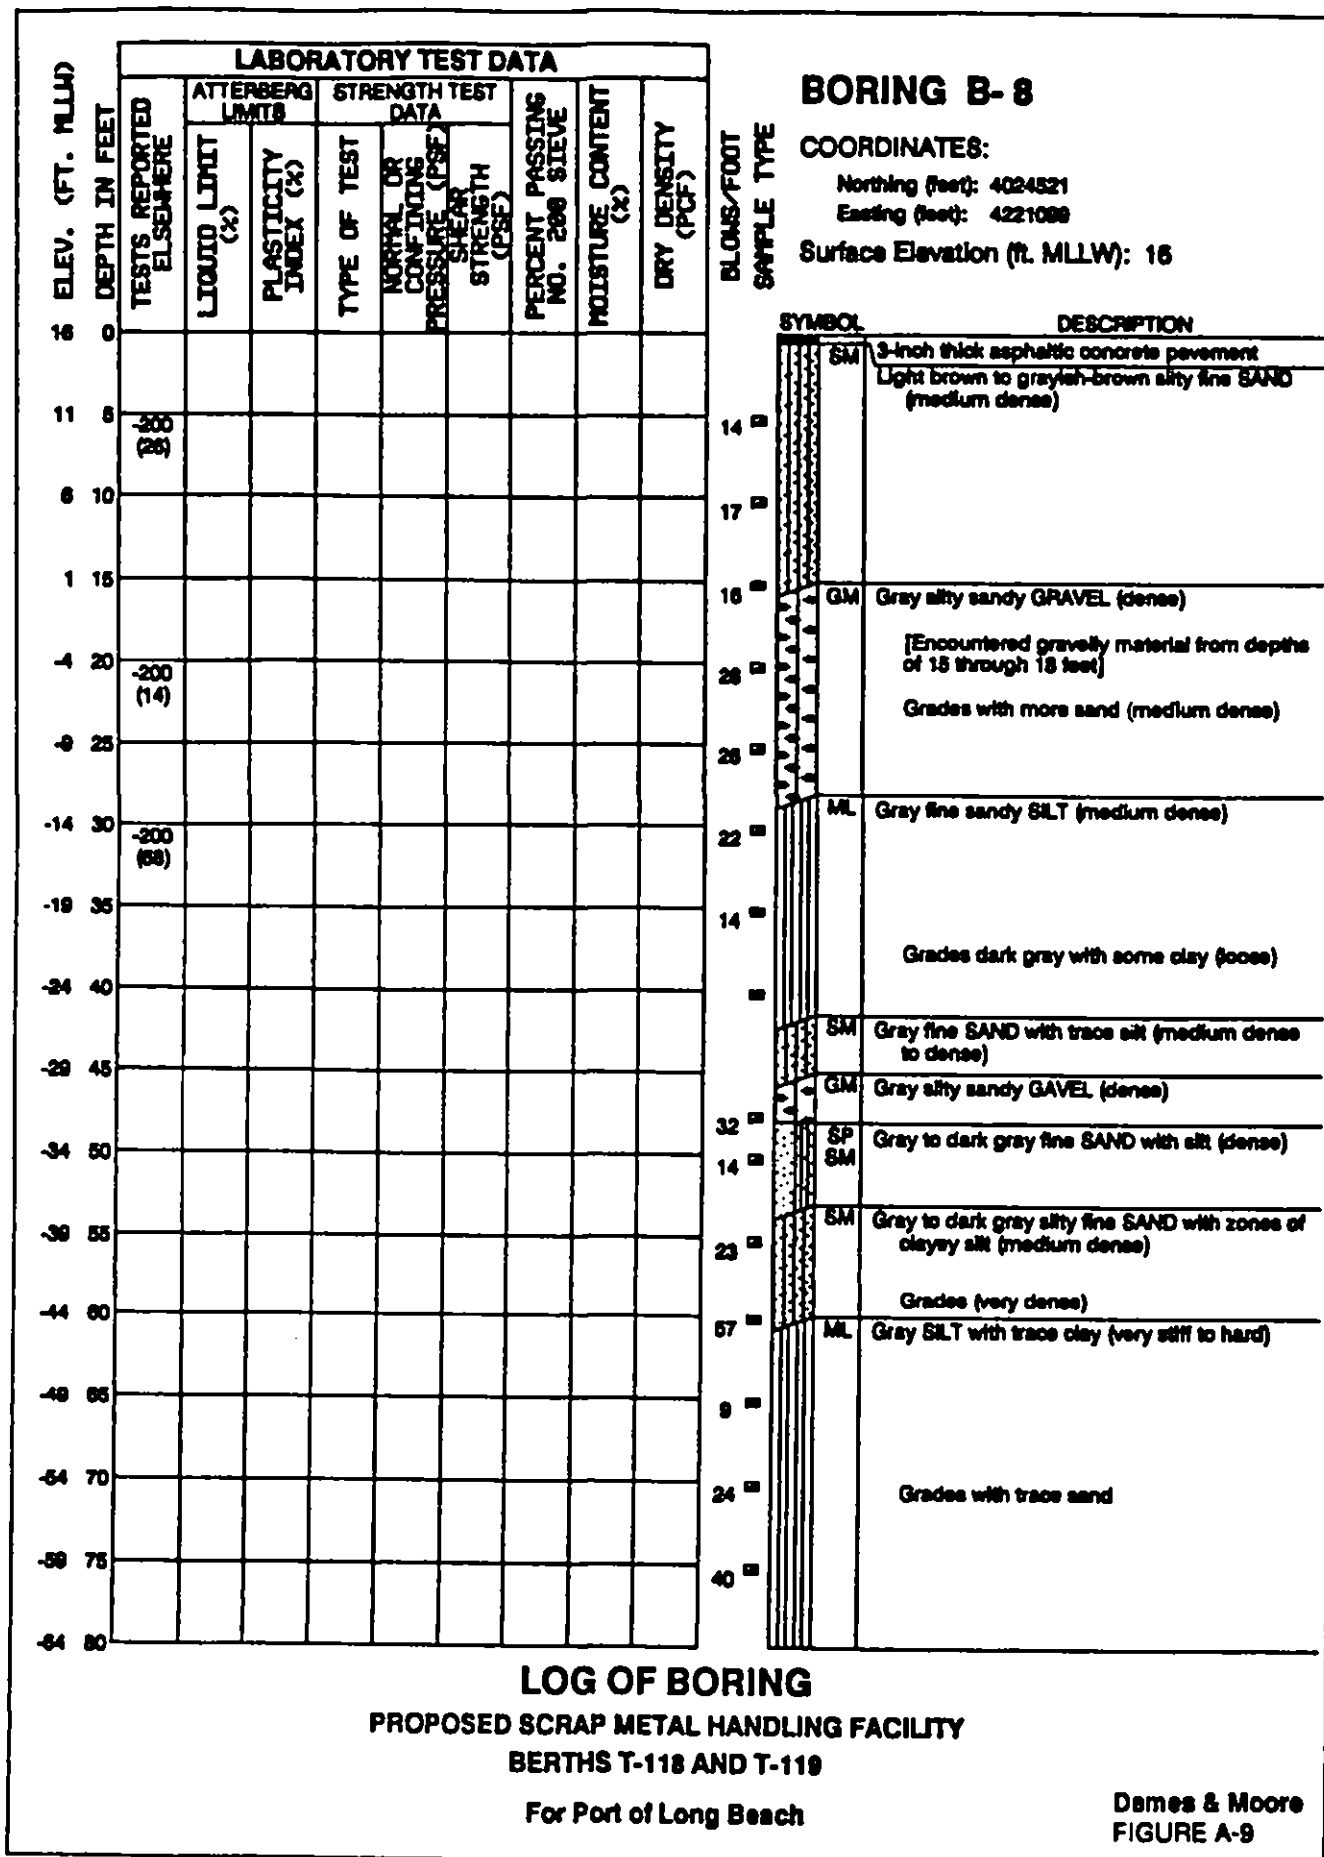 LABORATORY TEST DATA
ATTERBERG LIMITS
STRENGTH TEST DATA
ELEV. (FT. MLLW)
DEPTH IN FEET
TESTS REPORTED ELSEWHERE
LIQUID LIMIT (%)
PLASTICITY INDEX (%)
TYPE OF TEST
NORMAL OR CONFINING PRESSURE (PSF)
SHEAR STRENGTH (PSF)
PERCENT PASSING NO. 200 SIEVE
MOISTURE CONTENT (%)
DRY DENSITY (PCF)
BLOWS/FOOT
SAMPLE TYPE
BORING B- 8
COORDINATES:
Northing (feet): 4024521
Easting (feet):
Surface Elevation (ft. MLLW): 16
SYMBOL DESCRIPTION
16 0
3-inch thick asphaltic concrete pavement
SM Light brown to grayish-brown silty fine SAND
(medium dense)
11 5 -200 14
(26)
6 10 17
1 15 16
GM Gray silty sandy GRAVEL (dense)
[Encountered gravelly material from depths
of 15 through 18 feet]
-4 20 -200
(14)
Grades with more sand (medium dense)
-9 25
ML Gray fine sandy SILT (medium dense)
-14 30 -200 22
-19 35 14
Grades dark gray with some clay (loose)
-24 40
SM Gray fine SAND with trace silt (medium dense
to dense)
-29 45
GM Gray silty sandy GAVEL (dense)
32
SP SM Gray to dark gray fine SAND with silt (dense)
-34 50 14
SM Gray to dark gray silty fine SAND with zones of
clayey silt (medium dense)
-39 55 23
Grades (very dense)
-44 60 57
ML Gray SILT with trace clay (very stiff to hard)
-49 65 9
-54 70 24
Grades with trace sand
-59 75 40
-64 80
LOG OF BORING
PROPOSED SCRAP METAL HANDLING FACILITY
BERTHS T-118 AND T-119
For Port of Long Beach
Dames & Moore
FIGURE A-9